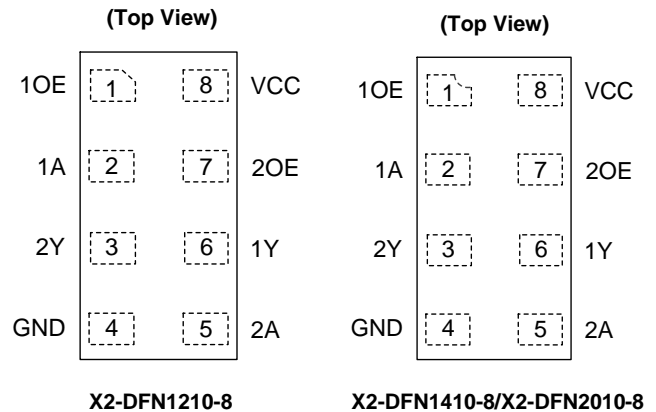 (Top View)
1OE 1 8 VCC
1A 2 7 2OE
2Y 3 6 1Y
GND 4 5 2A
X2-DFN1210-8
(Top View)
1OE 1 8 VCC
1A 2 7 2OE
2Y 3 6 1Y
GND 4 5 2A
X2-DFN1410-8/X2-DFN2010-8